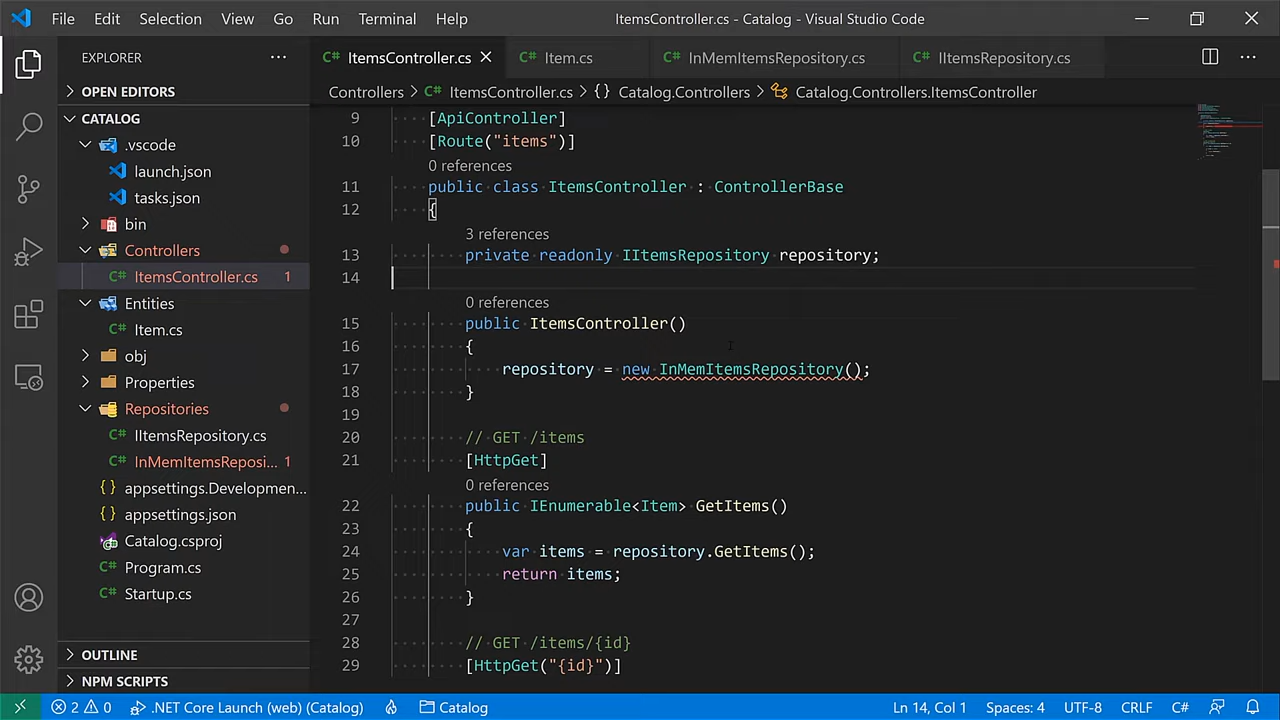 File Edit Selection View Go Run Terminal Help ItemsController.cs - Catalog - Visual Studio Code
EXPLORER
OPEN EDITORS
CATALOG
.vscode
launch.json
tasks.json
bin
Controllers
C# ItemsController.cs 1
Entities
C# Item.cs
obj
Properties
Repositories
C# IItemsRepository.cs
C# InMemItemsReposi... 1
{} appsettings.Developmen...
{} appsettings.json
Catalog.csproj
C# Program.cs
C# Startup.cs
OUTLINE
NPM SCRIPTS
C# ItemsController.cs C# Item.cs C# InMemItemsRepository.cs C# IItemsRepository.cs
Controllers > C# ItemsController.cs > {} Catalog.Controllers > Catalog.Controllers.ItemsController
9 [ApiController]
10 [Route("items")]
0 references
11 public class ItemsController : ControllerBase
12 {
3 references
13 private readonly IItemsRepository repository;
14
0 references
15 public ItemsController()
16 {
17 repository = new InMemItemsRepository();
18 }
19
20 // GET /items
21 [HttpGet]
0 references
22 public IEnumerable<Item> GetItems()
23 {
24 var items = repository.GetItems();
25 return items;
26 }
27
28 // GET /items/{id}
29 [HttpGet("{id}")]
2 0 .NET Core Launch (web) (Catalog) Catalog Ln 14, Col 1 Spaces: 4 UTF-8 CRLF C#